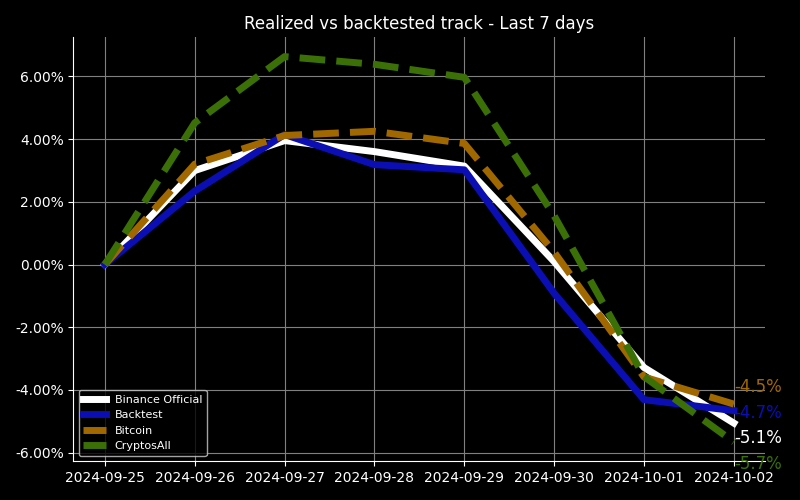 Realized vs backtested track - Last 7 days
6.00%
4.00%
2.00%
0.00%
-2.00%
-4.00%
-6.00%
Binance Official
Backtest
Bitcoin
CryptosAll
-4.5%
-4.7%
-5.1%
-5.7%
2024-09-25 2024-09-26 2024-09-27 2024-09-28 2024-09-29 2024-09-30 2024-10-01 2024-10-02